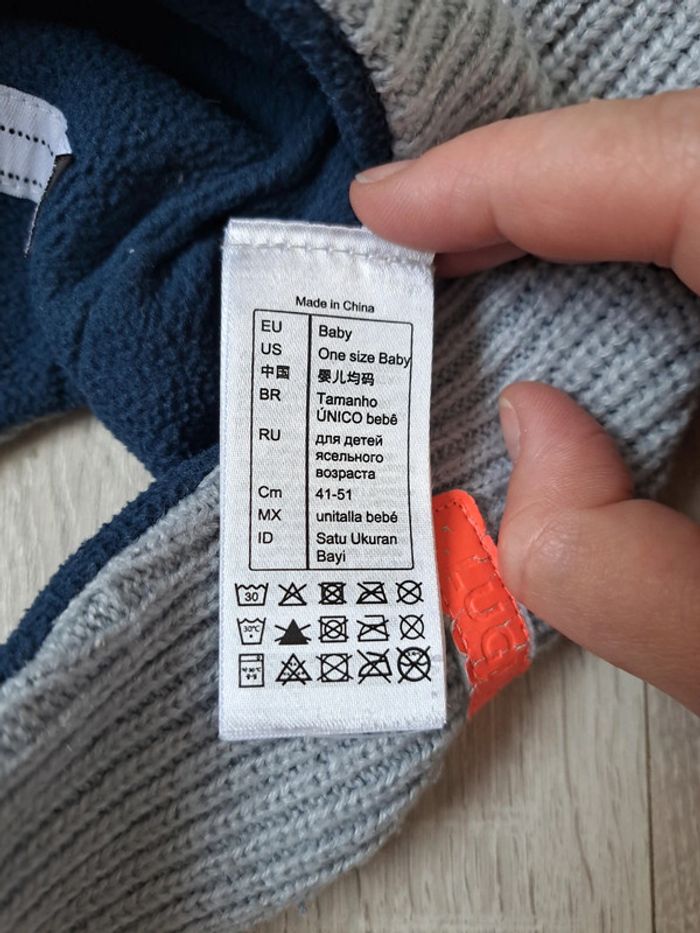 Made in China
EU Baby
US One size Baby
中国 婴儿均码
BR Tamanho
ÚNICO bebê
RU для детей
ясельного
возраста
Cm 41-51
MX unitalla bebé
ID Satu Ukuran
Bayi
30
30°C